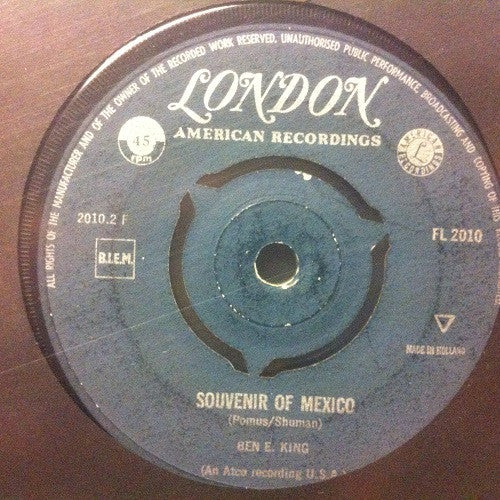 ALL RIGHTS OF THE MANUFACTURER AND OF THE OWNER OF THE RECORDED WORK RESERVED. UNAUTHORISED PUBLIC PERFORMANCE, BROADCASTING AND COPYING OF
LONDON
AMERICAN RECORDINGS
45
rpm
L
2010.2 F
FL 2010
B.I.E.M.
MADE IN HOLLAND
SOUVENIR OF MEXICO
(Pomus/Shuman)
BEN E. KING
(An Atco recording U.S.A.